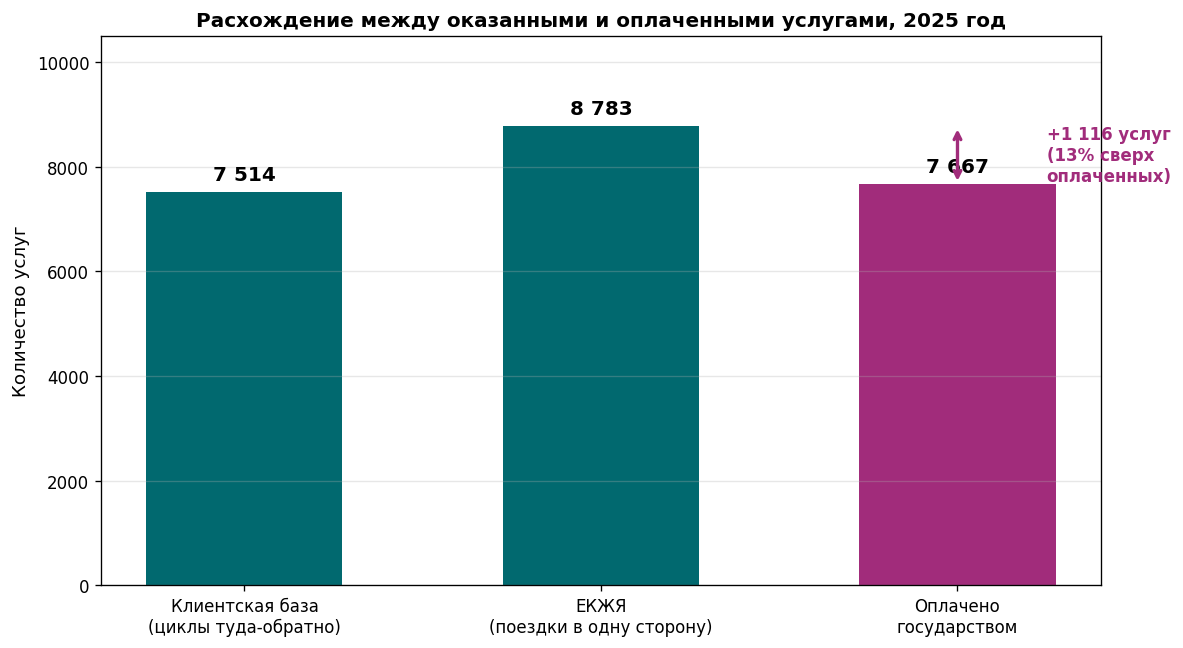 Расхождение между оказанными и оплаченными услугами, 2025 год
Количество услуг
10000
8000
6000
4000
2000
0
7 514
8 783
7 667
+1 116 услуг
(13% сверх
оплаченных)
Клиентская база
(циклы туда-обратно)
ЕКЖЯ
(поездки в одну сторону)
Оплачено
государством